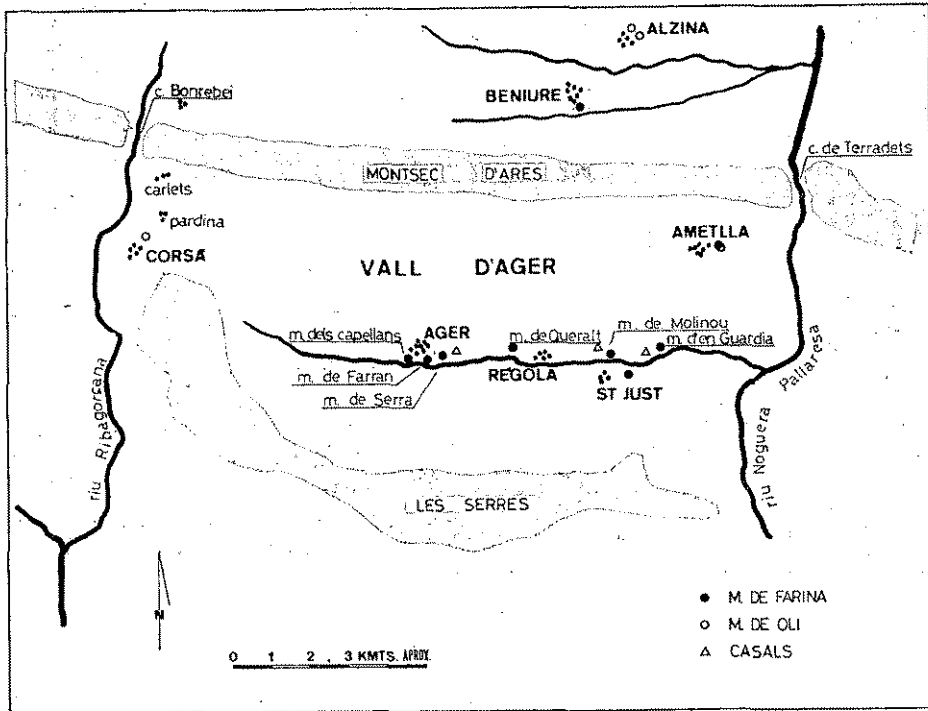 ALZINA
c. Bonrebei
BENIURE
c. de Terradets
MONTSEC D'ARES
carlets
pardina
AMETLLA
CORSÀ
VALL D'AGER
m. dels capellans
AGER
m. de Queralt
m. de Molinou
m. d'en Guardia
m. de Farran
REGOLA
m. de Serra
ST JUST
riu Ribagorçana
riu Noguera Pallaresa
LES SERRES
N
M. DE FARINA
M. DE OLI
CASALS
0 1 2 , 3 KMTS. APROX.